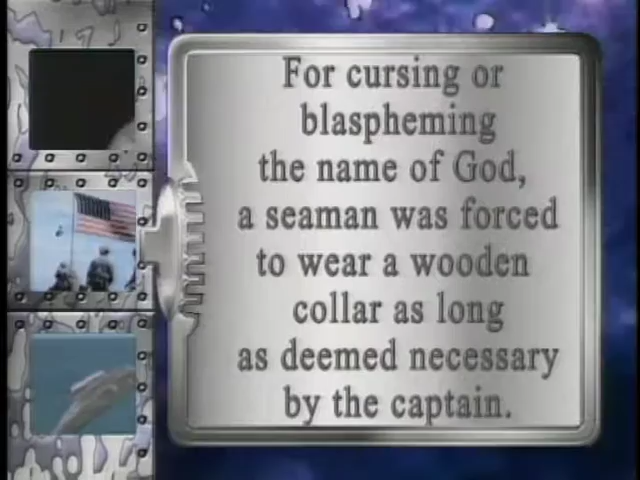 For cursing or
blaspheming
the name of God,
a seaman was forced
to wear a wooden
collar as long
as deemed necessary
by the captain.